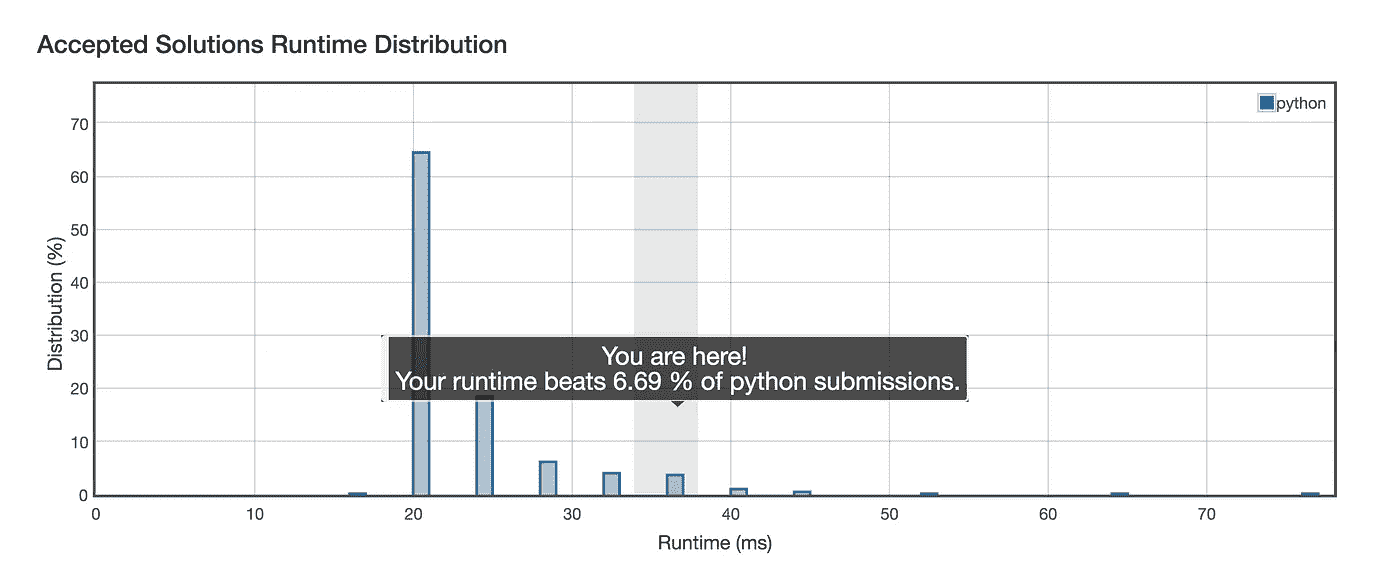 Accepted Solutions Runtime Distribution
python
70
60
50
40
30
20
10
0
Distribution (%)
You are here!
Your runtime beats 6.69 % of python submissions.
0 10 20 30 40 50 60 70
Runtime (ms)